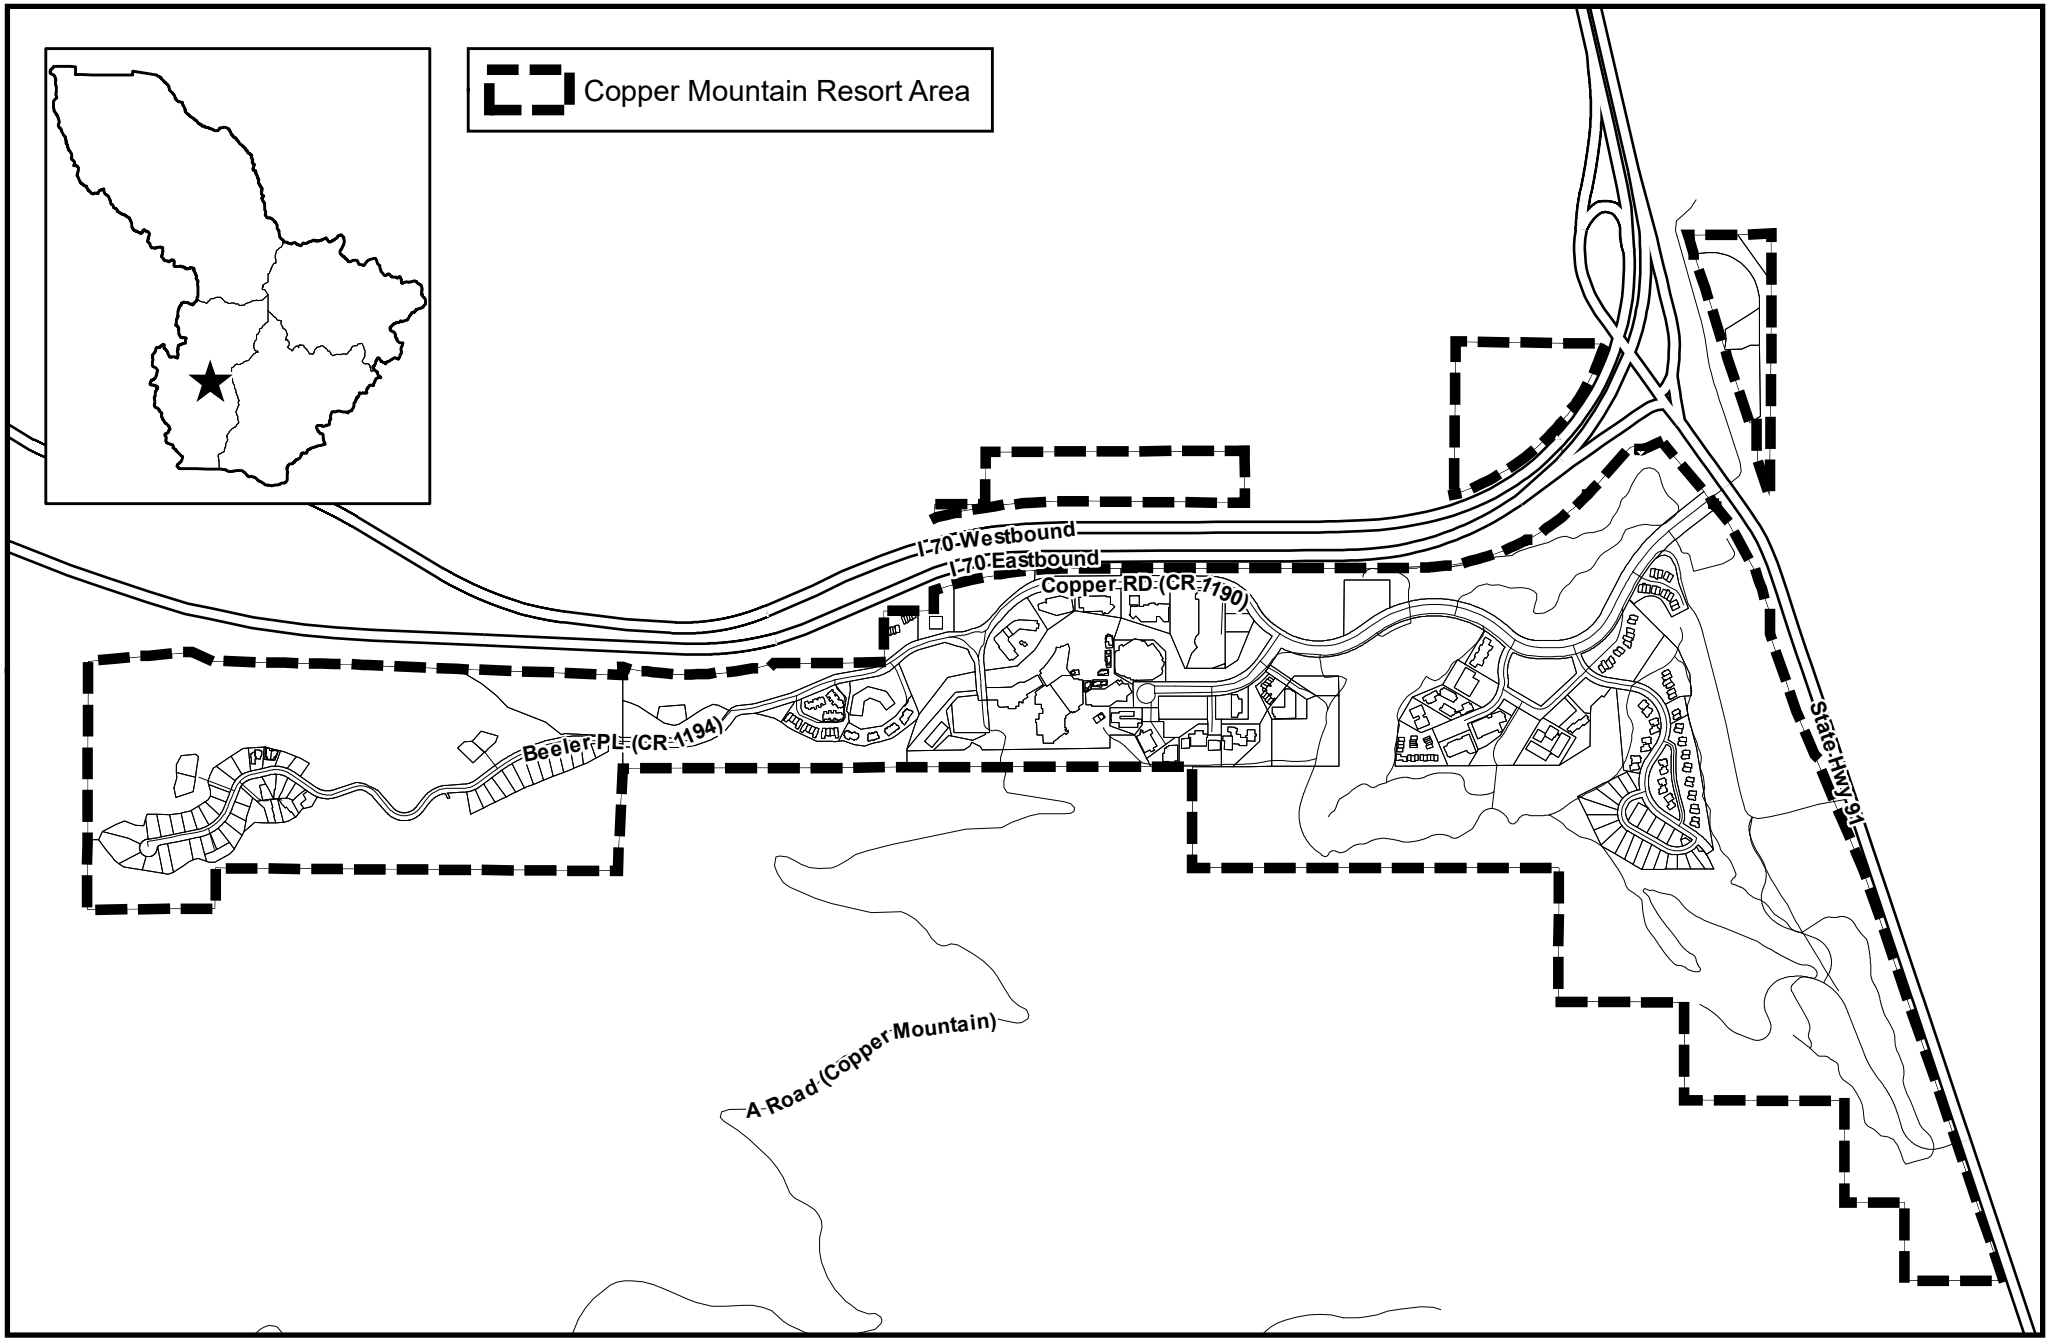 Copper Mountain Resort Area
I-70 Westbound
I-70 Eastbound
Copper RD (CR 1190)
Beeler PL (CR 1194)
State Hwy 91
A Road (Copper Mountain)